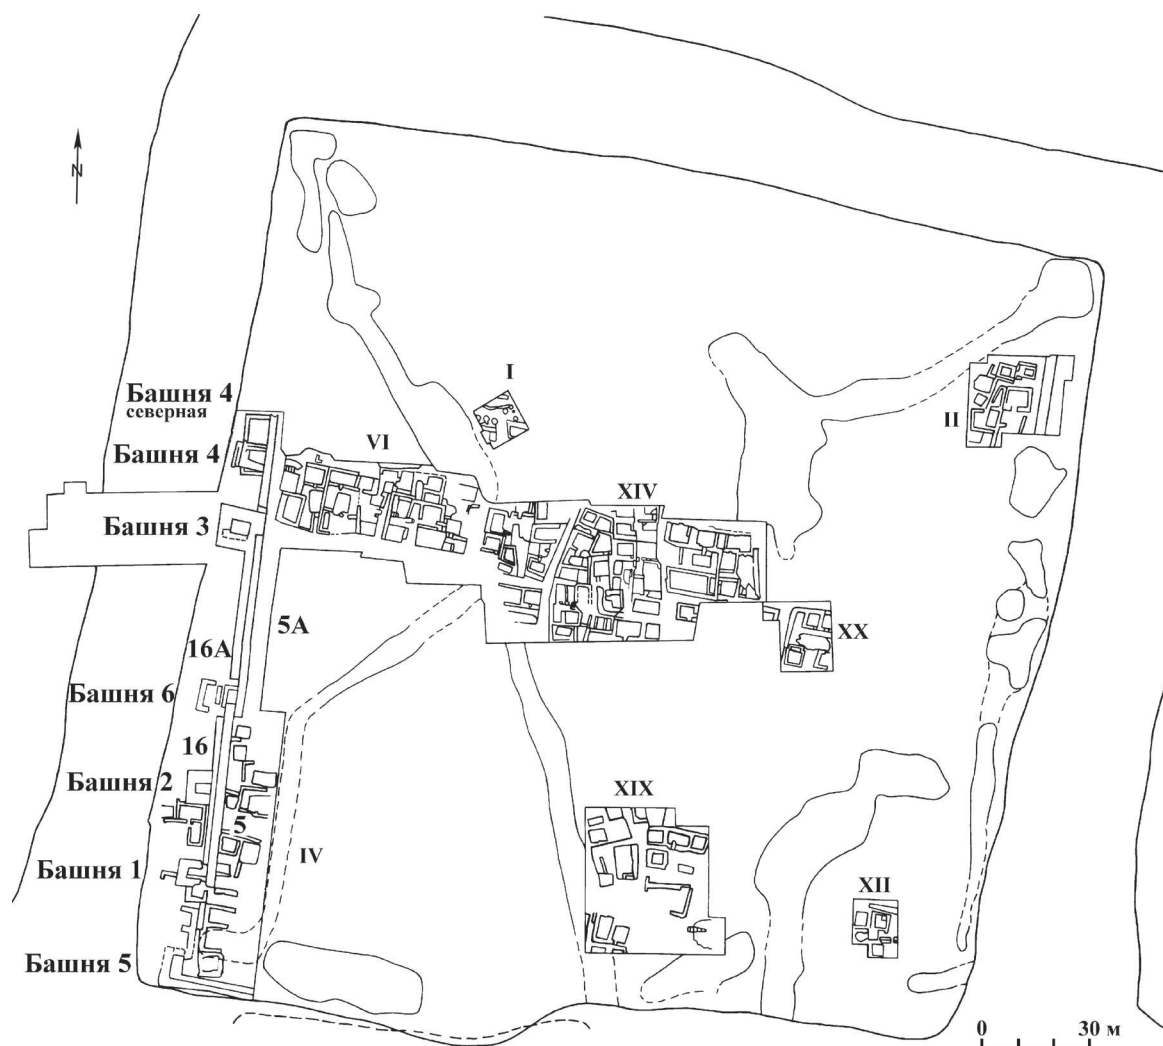 N
Башня 4
северная
I
II
VI
Башня 4
XIV
Башня 3
5А
XX
16А
Башня 6
16
Башня 2
XIX
5
IV
Башня 1
XII
Башня 5
0 30 м